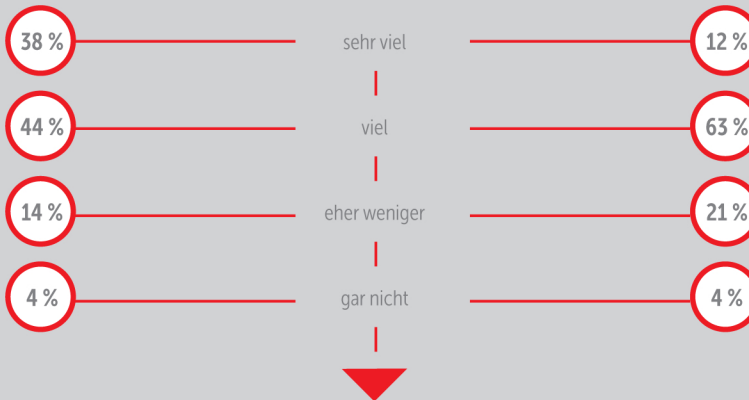 38 % sehr viel 12 %
44 % viel 63 %
14 % eher weniger 21 %
4 % gar nicht 4 %